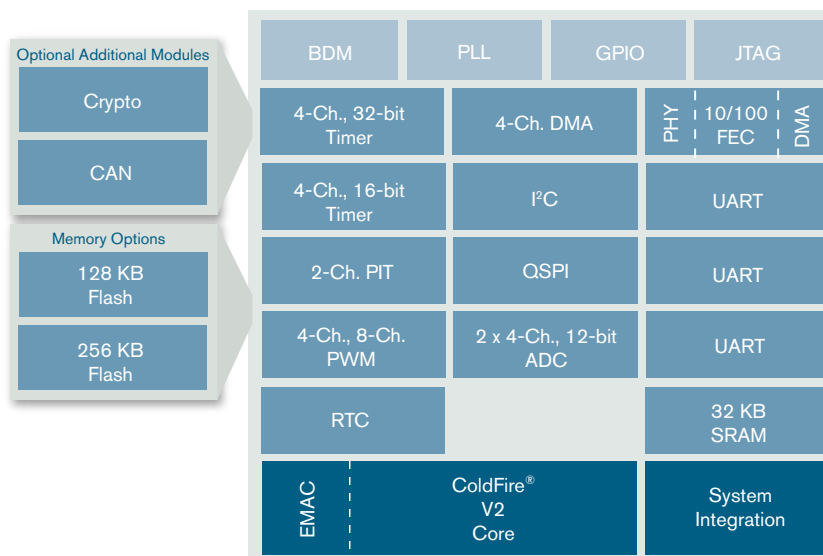 Optional Additional Modules
Crypto
CAN
Memory Options
128 KB
Flash
256 KB
Flash
BDM
PLL
GPIO
JTAG
4-Ch., 32-bit
Timer
4-Ch. DMA
PHY
10/100
FEC
DMA
4-Ch., 16-bit
Timer
I²C
UART
2-Ch. PIT
QSPI
UART
4-Ch., 8-Ch.
PWM
2 x 4-Ch., 12-bit
ADC
UART
RTC
32 KB
SRAM
EMAC
ColdFire®
V2
Core
System
Integration